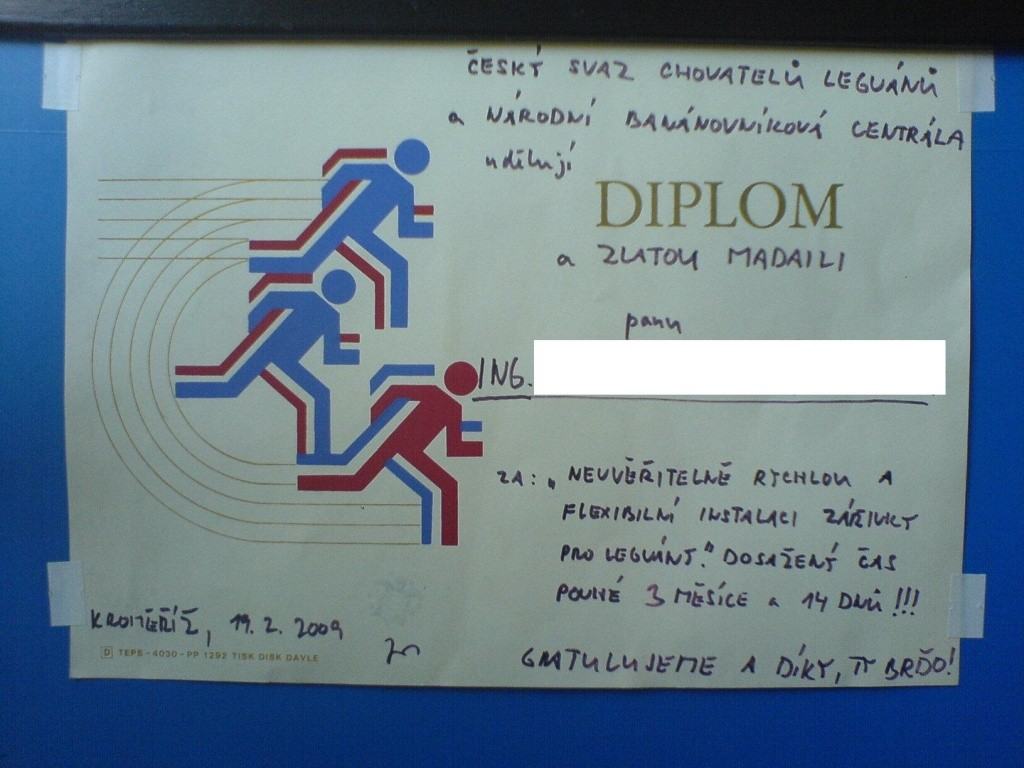 ČESKÝ SVAZ CHOVATELŮ LEGUÁNŮ
a NÁRODNÍ BANÁNOVNÍKOVÁ CENTRÁLA
udělují
DIPLOM
a ZLATOU MADAILI
panu
ING.
ZA: „NEUVĚŘITELNĚ RYCHLOU A
FLEXIBILNÍ INSTALACI ZÁŘIVKY
PRO LEGUÁNY." DOSAŽENÝ ČAS
POUHÉ 3 MĚSÍCE a 14 DNŮ!!!
KROMĚŘÍŽ, 19. 2. 2009
D TEPS-4030-PP 1292 TISK DISK DAVLE
GRATULUJEME A DÍKY, TY BRĎO!